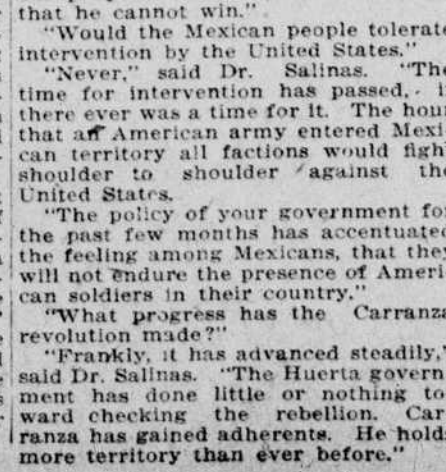 that he cannot win."
"Would the Mexican people tolerate
intervention by the United States."
"Never," said Dr. Salinas. "The
time for intervention has passed, i
there ever was a time for it. The hour
that an American army entered Mexi-
can territory all factions would fight
shoulder to shoulder against the
United States.
"The policy of your government for
the past few months has accentuated
the feeling among Mexicans, that they
will not endure the presence of Ameri-
can soldiers in their country."
"What progress has the Carranza
revolution made?"
"Frankly, it has advanced steadily,"
said Dr. Salinas. "The Huerta govern-
ment has done little or nothing to-
ward checking the rebellion. Car-
ranza has gained adherents. He holds
more territory than ever before."